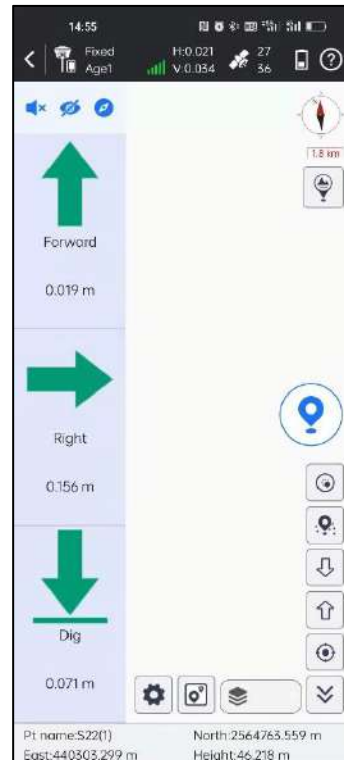 14:55
Fixed H:0.021 27
Age1 V:0.034 36
1.8 km
Forward
0.019 m
Right
0.156 m
Dig
0.071 m
Pt name:S22(1) North:2564763.559 m
East:440303.299 m Height:46.218 m